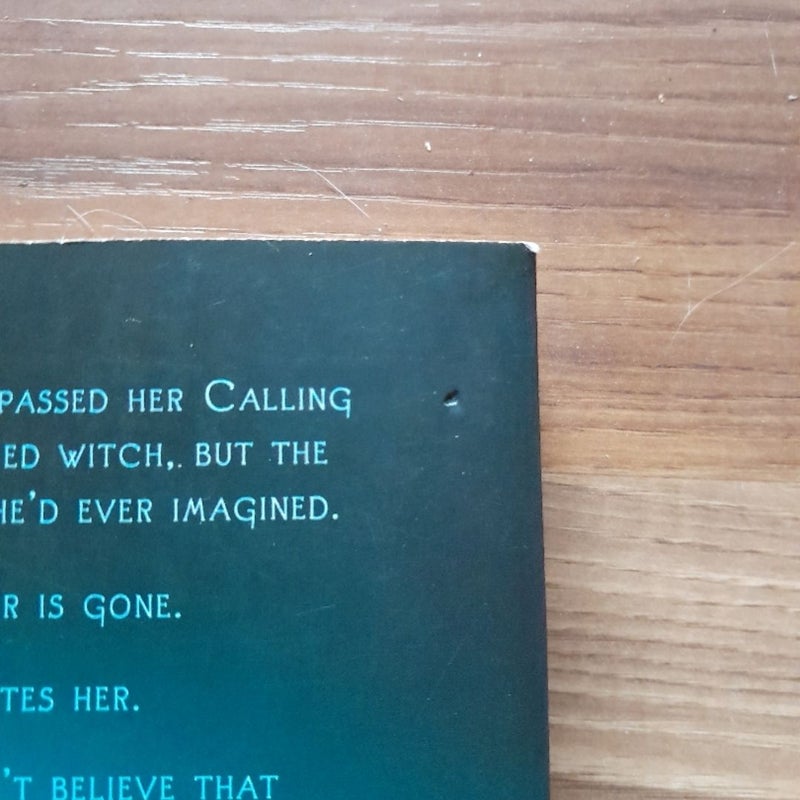 PASSED HER CALLING
ED WITCH, BUT THE
HE'D EVER IMAGINED.
R IS GONE.
TES HER.
'T BELIEVE THAT